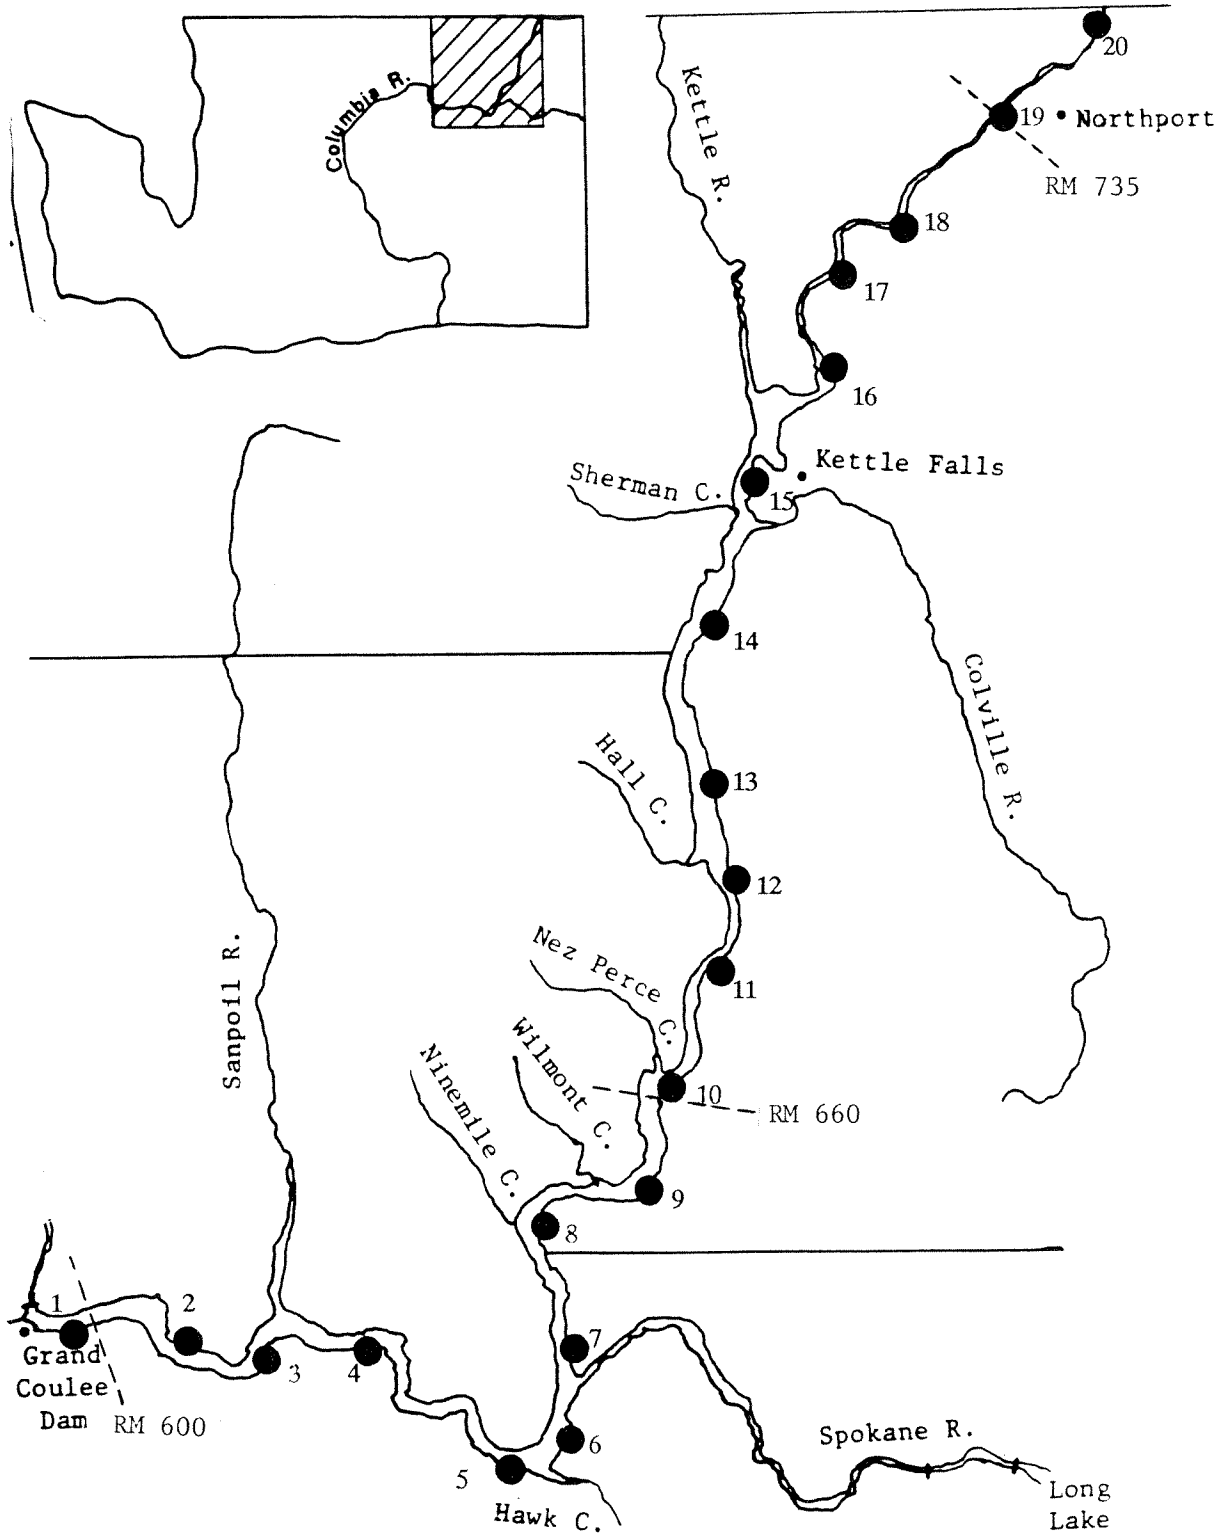 Columbia R.
Kettle R.
20
19
Northport
RM 735
18
17
16
Kettle Falls
Sherman C.
15
14
Colville R.
Hall C.
13
12
Nez Perce C.
11
Sanpoil R.
Wilmont C.
Ninemile C.
10
RM 660
9
8
1
2
7
Grand
Coulee
Dam
3
4
RM 600
6
Spokane R.
5
Hawk C.
Long
Lake